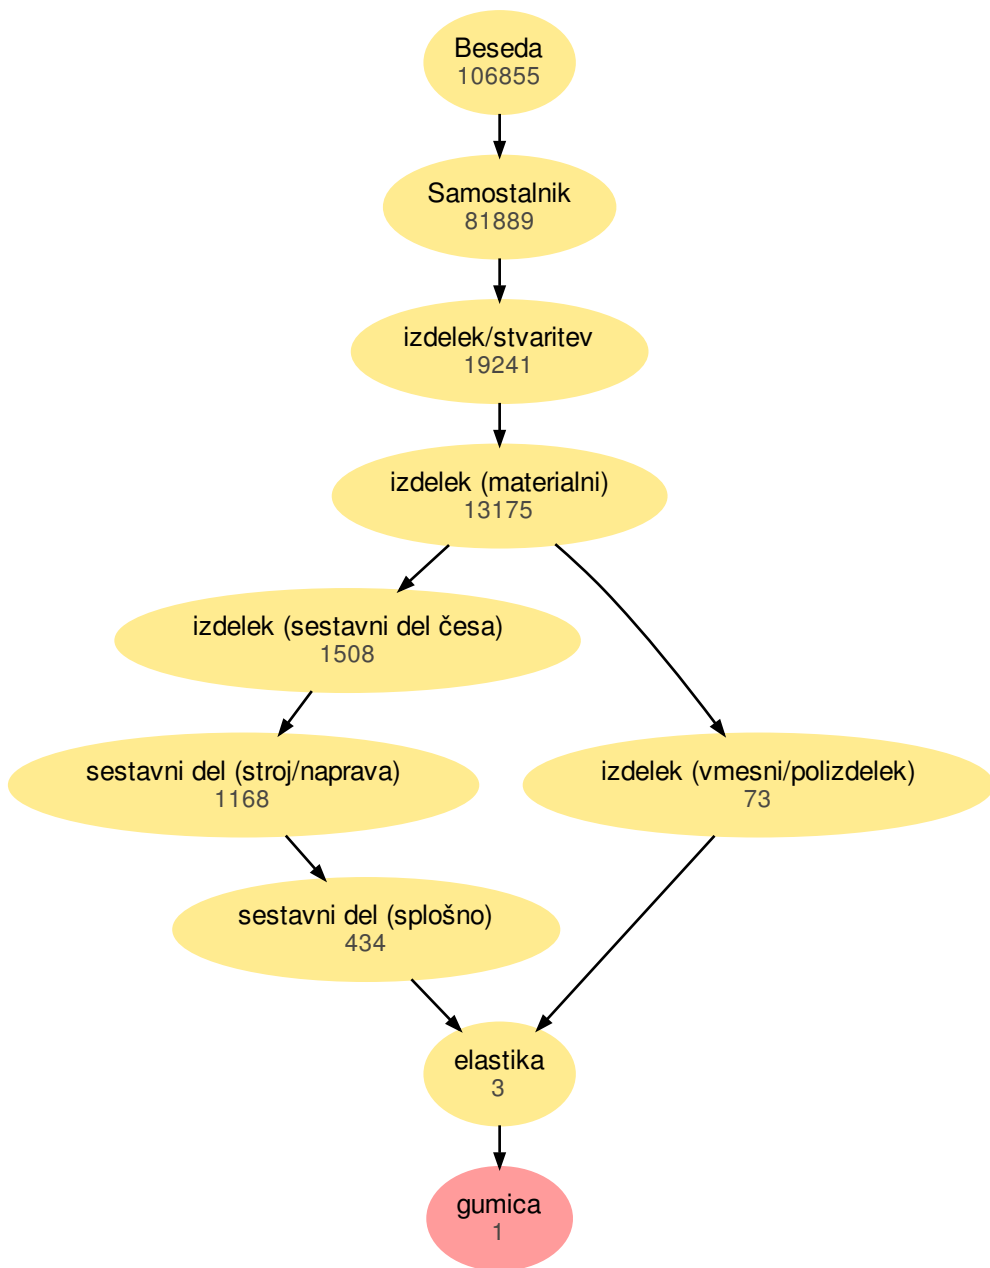 Beseda
106855
Samostalnik
81889
izdelek/stvaritev
19241
izdelek (materialni)
13175
izdelek (sestavni del česa)
1508
sestavni del (stroj/naprava)
1168
izdelek (vmesni/polizdelek)
73
sestavni del (splošno)
434
elastika
3
gumica
1